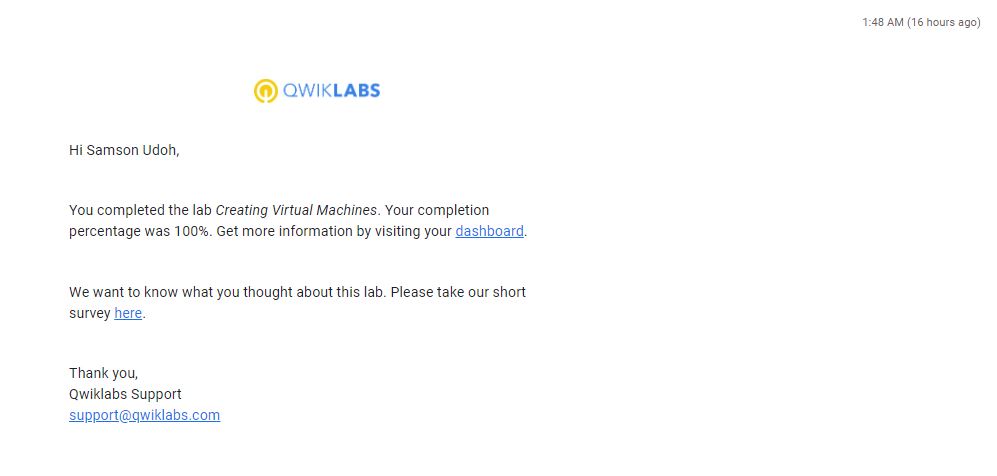 1:48 AM (16 hours ago)
QWIKLABS
Hi Samson Udoh,
You completed the lab Creating Virtual Machines. Your completion
percentage was 100%. Get more information by visiting your dashboard.
We want to know what you thought about this lab. Please take our short
survey here.
Thank you,
Qwiklabs Support
support@qwiklabs.com